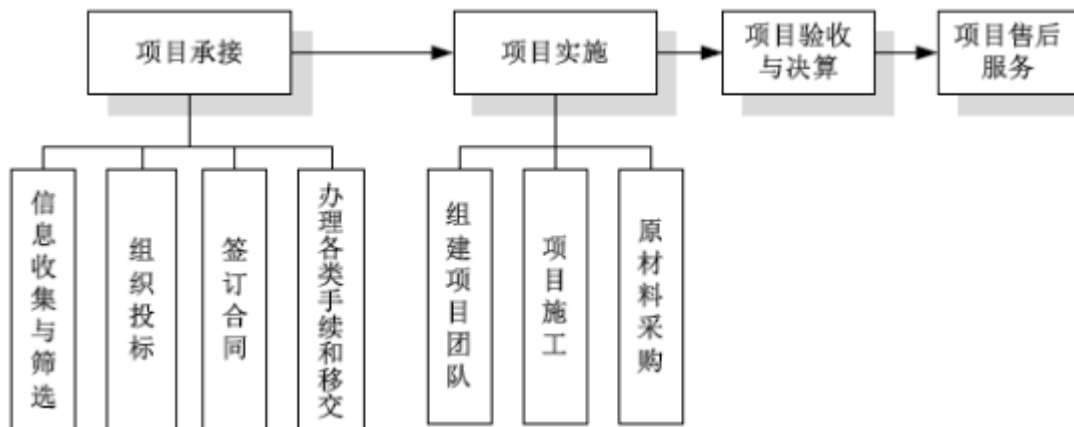 项目承接
项目实施
项目验收
与决算
项目售后
服务
信息收集与筛选
组织投标
签订合同
办理各类手续和移交
组建项目团队
项目施工
原材料采购